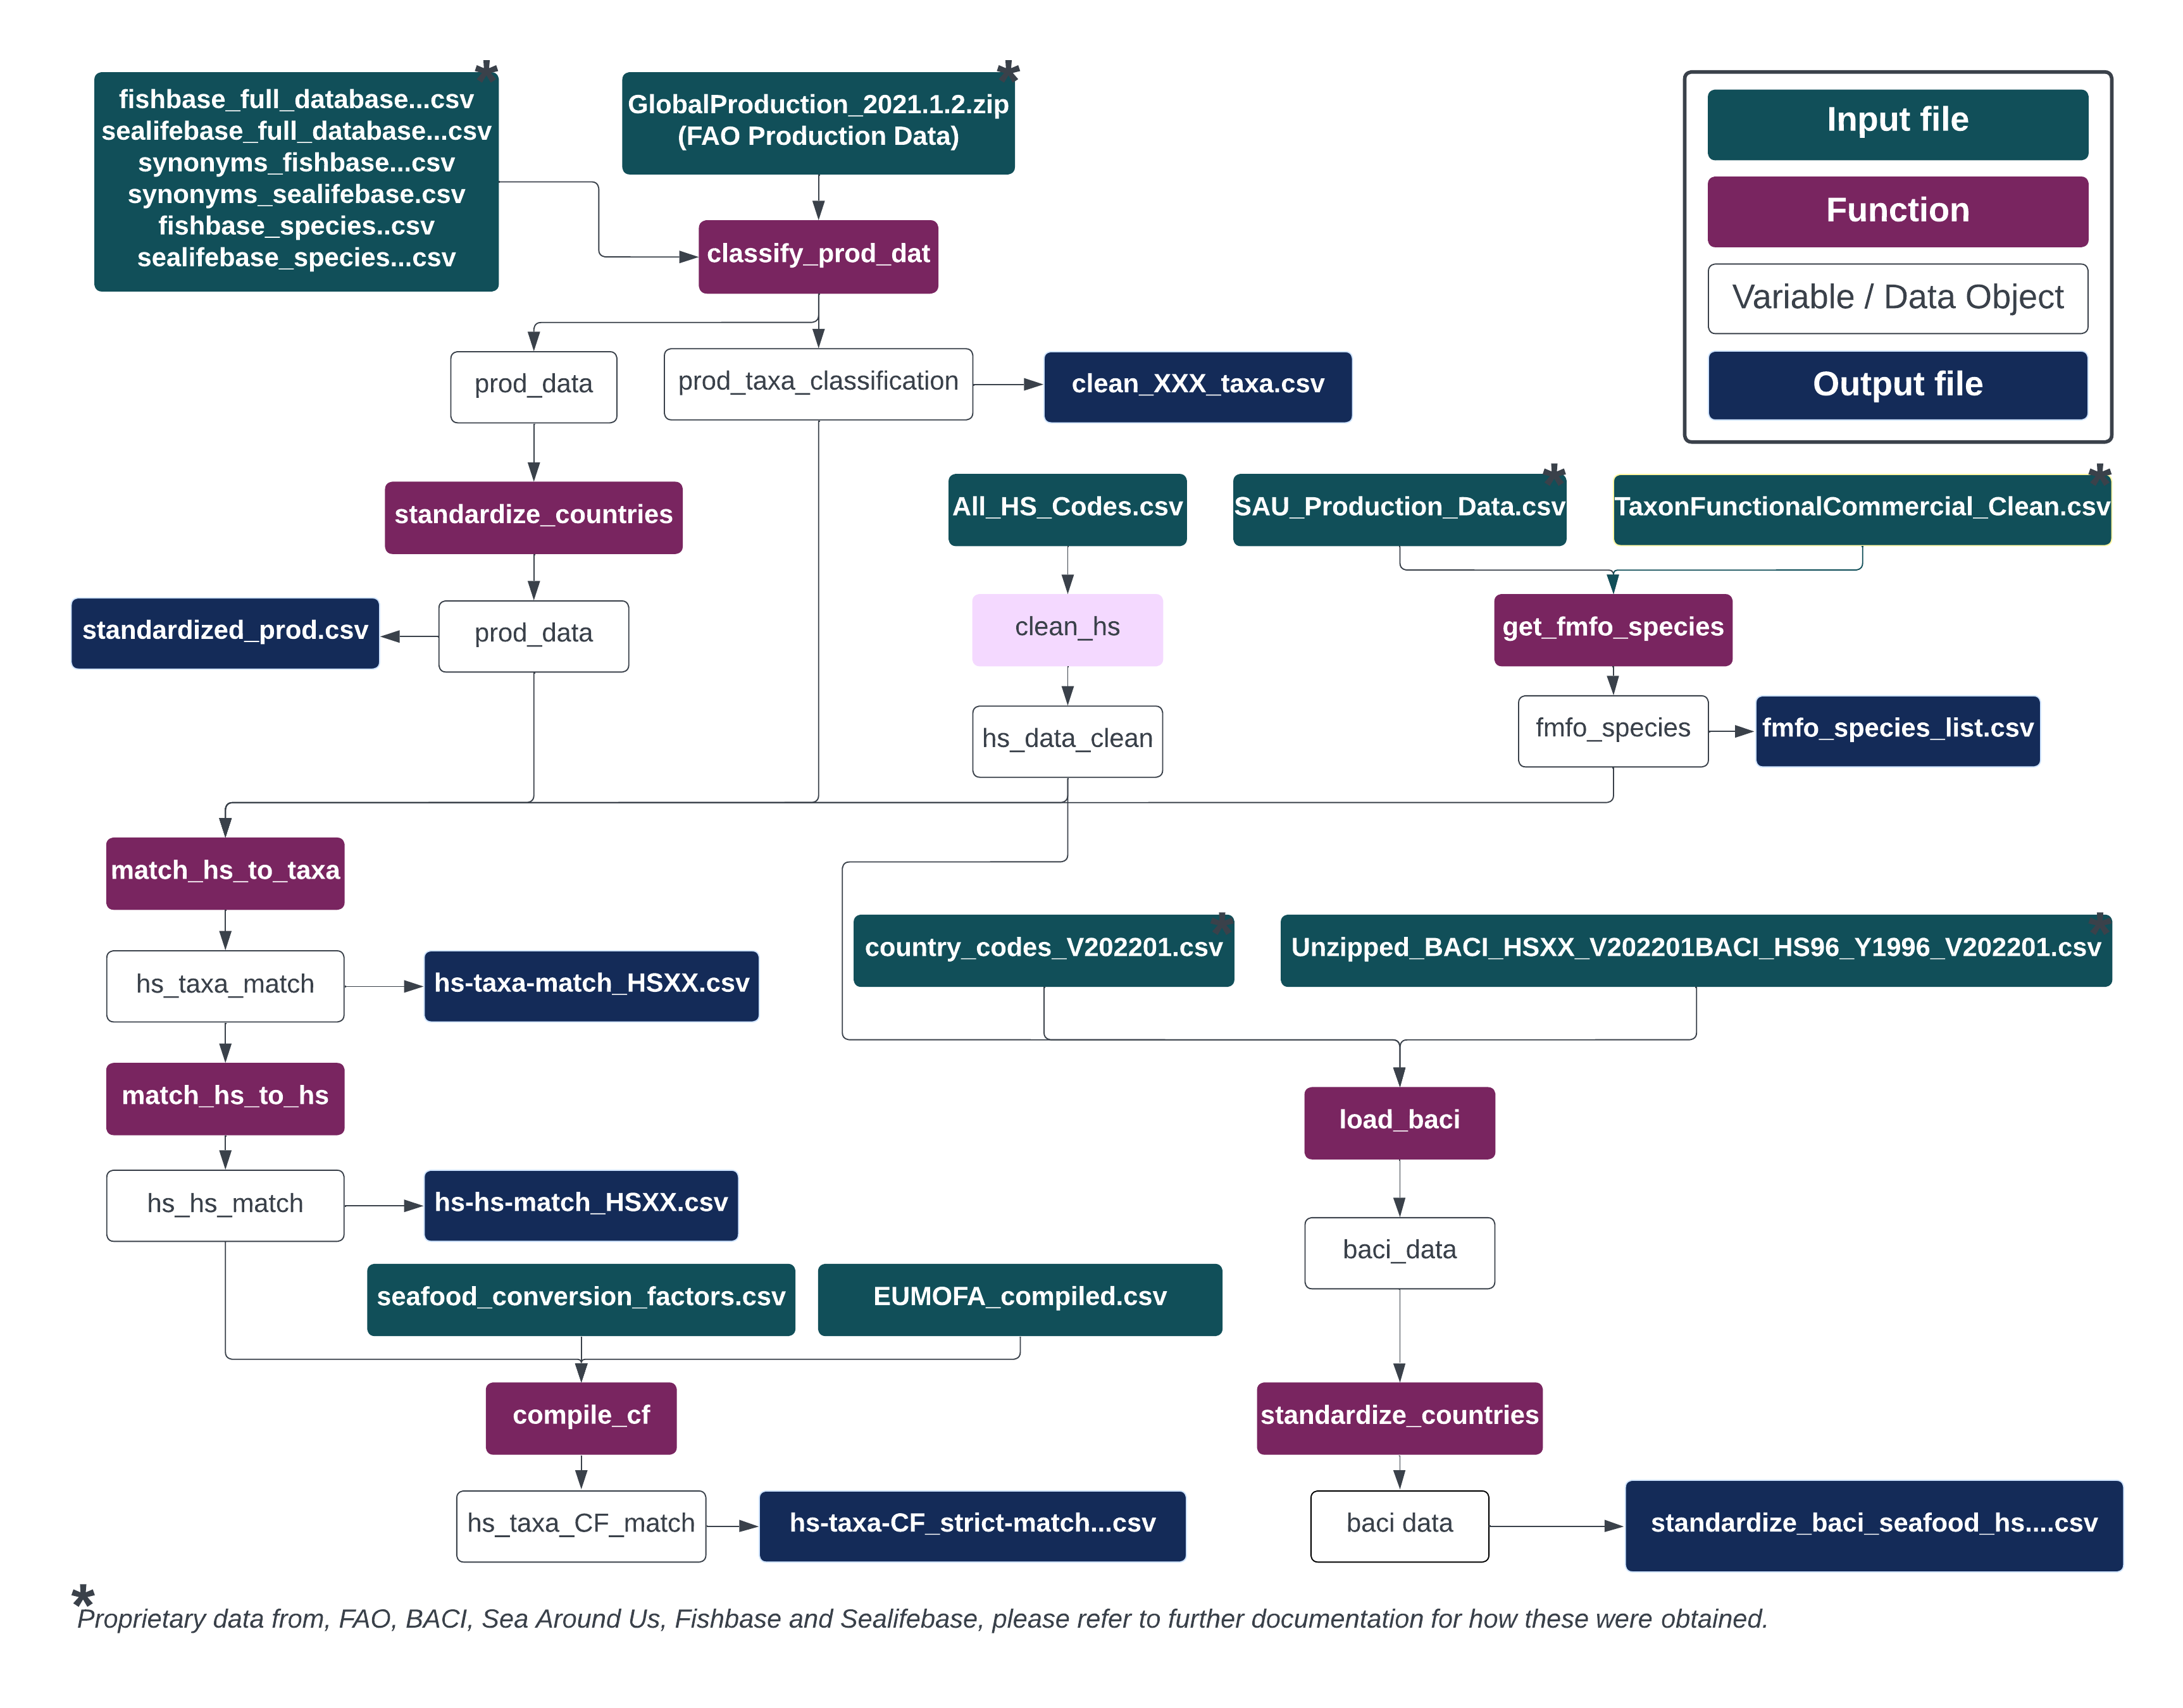 *
fishbase_full_database...csv
sealifebase_full_database...csv
synonyms_fishbase...csv
synonyms_sealifebase.csv
fishbase_species..csv
sealifebase_species...csv
*
GlobalProduction_2021.1.2.zip
(FAO Production Data)
Input file
Function
Variable / Data Object
Output file
classify_prod_dat
prod_data
prod_taxa_classification
clean_XXX_taxa.csv
standardize_countries
All_HS_Codes.csv
*
SAU_Production_Data.csv
*
TaxonFunctionalCommercial_Clean.csv
standardized_prod.csv
prod_data
clean_hs
get_fmfo_species
hs_data_clean
fmfo_species
fmfo_species_list.csv
match_hs_to_taxa
*
country_codes_V202201.csv
*
Unzipped_BACI_HSXX_V202201BACI_HS96_Y1996_V202201.csv
hs_taxa_match
hs-taxa-match_HSXX.csv
match_hs_to_hs
load_baci
hs_hs_match
hs-hs-match_HSXX.csv
baci_data
seafood_conversion_factors.csv
EUMOFA_compiled.csv
compile_cf
standardize_countries
hs_taxa_CF_match
hs-taxa-CF_strict-match...csv
baci data
standardize_baci_seafood_hs....csv
*
Proprietary data from, FAO, BACI, Sea Around Us, Fishbase and Sealifebase, please refer to further documentation for how these were obtained.